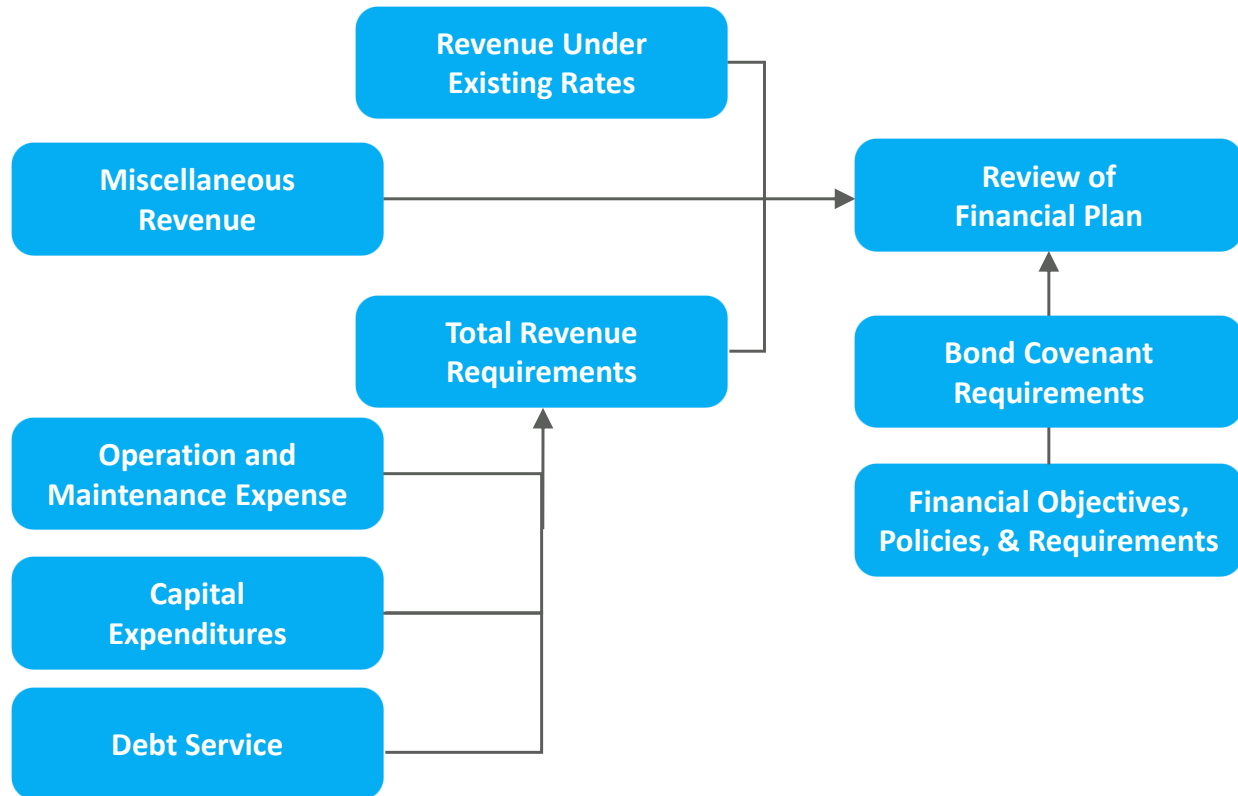 Revenue Under
Existing Rates
Miscellaneous
Revenue
Review of
Financial Plan
Total Revenue
Requirements
Bond Covenant
Requirements
Operation and
Maintenance Expense
Financial Objectives,
Policies, & Requirements
Capital
Expenditures
Debt Service